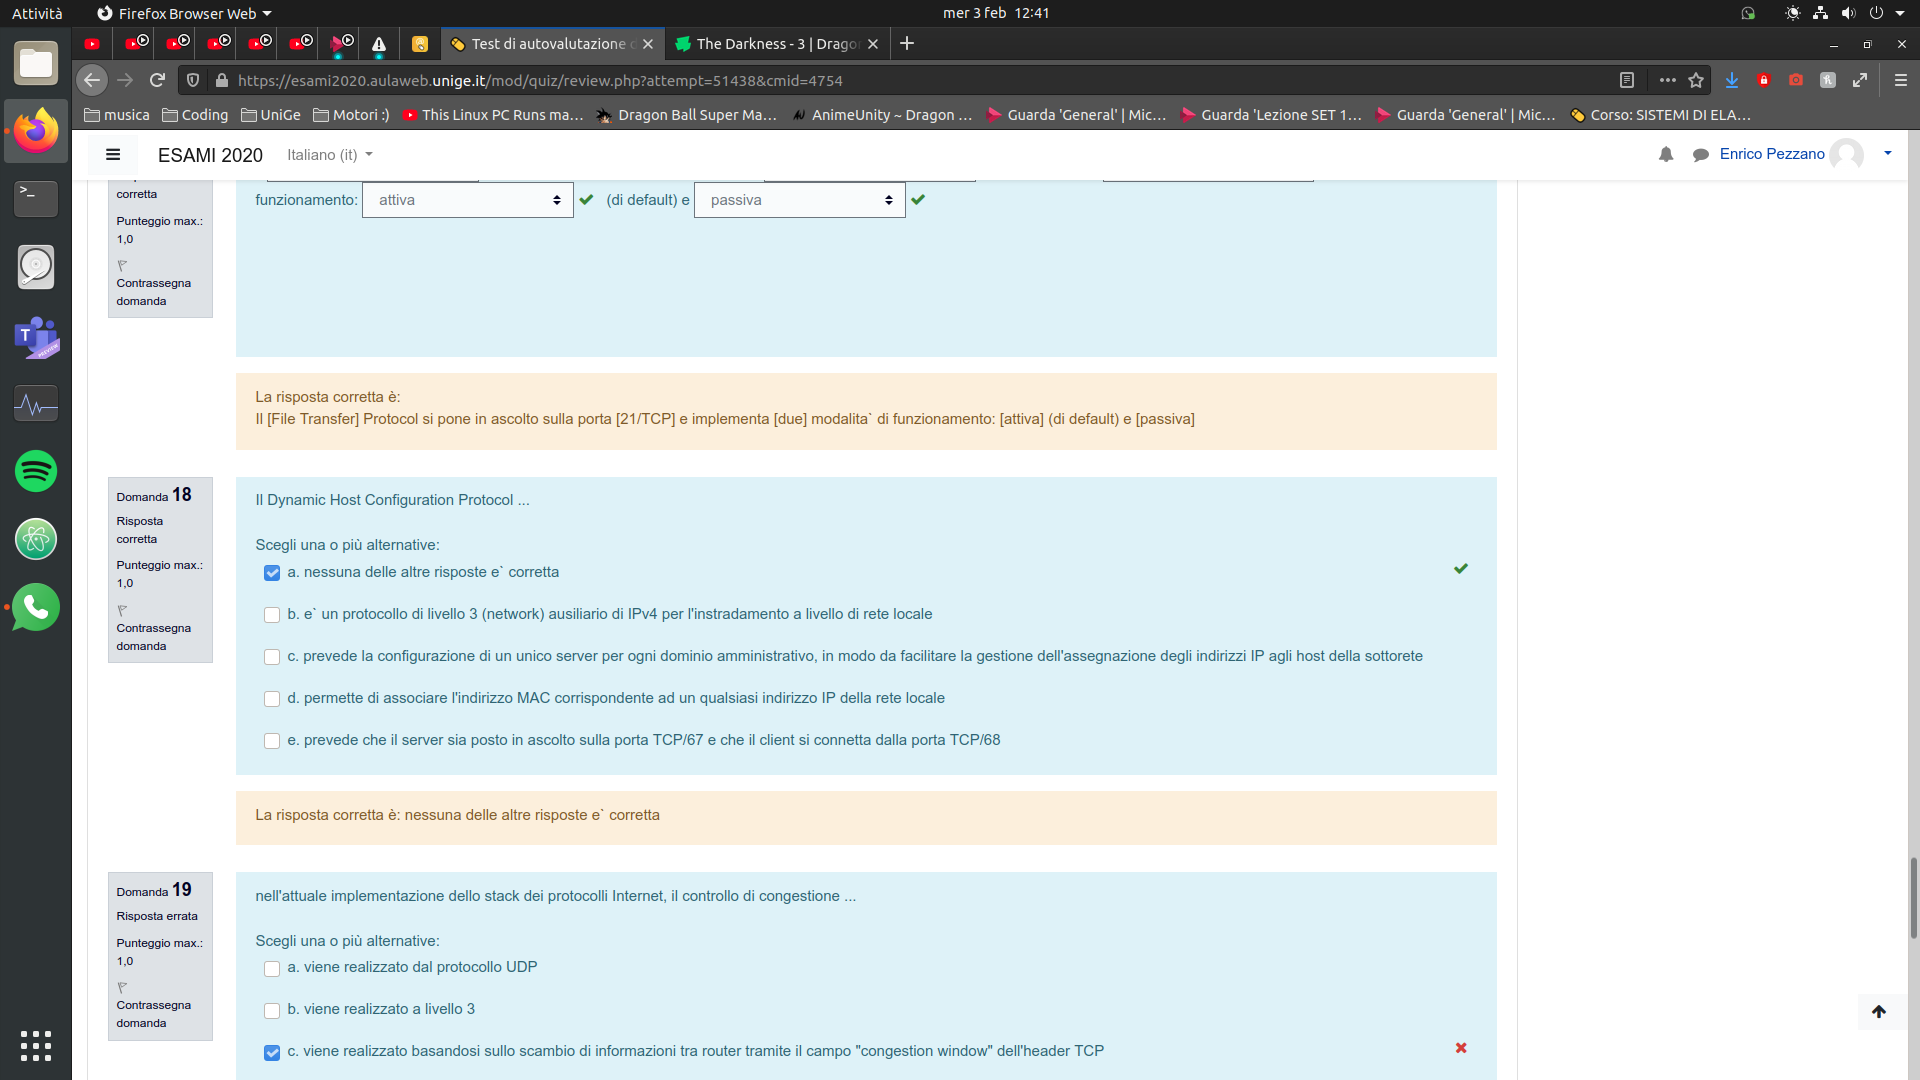 Attività
Firefox Browser Web
mer 3 feb 12:41
Test di autovalutazione
The Darkness - 3 | Drago
https://esami2020.aulaweb.unige.it/mod/quiz/review.php?attempt=51438&cmid=4754
musica
Coding
UniGe
Motori :)
This Linux PC Runs ma…
Dragon Ball Super Ma…
AnimeUnity ~ Dragon …
Guarda 'General' | Mic…
Guarda 'Lezione SET 1…
Guarda 'General' | Mic…
Corso: SISTEMI DI ELA…
ESAMI 2020
Italiano (it)
Enrico Pezzano
corretta
Punteggio max.:
1,0
Contrassegna
domanda
funzionamento: attiva (di default) e passiva
La risposta corretta è:
Il [File Transfer] Protocol si pone in ascolto sulla porta [21/TCP] e implementa [due] modalita` di funzionamento: [attiva] (di default) e [passiva]
Domanda 18
Risposta
corretta
Punteggio max.:
1,0
Contrassegna
domanda
Il Dynamic Host Configuration Protocol ...
Scegli una o più alternative:
a. nessuna delle altre risposte e` corretta
b. e` un protocollo di livello 3 (network) ausiliario di IPv4 per l'instradamento a livello di rete locale
c. prevede la configurazione di un unico server per ogni dominio amministrativo, in modo da facilitare la gestione dell'assegnazione degli indirizzi IP agli host della sottorete
d. permette di associare l'indirizzo MAC corrispondente ad un qualsiasi indirizzo IP della rete locale
e. prevede che il server sia posto in ascolto sulla porta TCP/67 e che il client si connetta dalla porta TCP/68
La risposta corretta è: nessuna delle altre risposte e` corretta
Domanda 19
Risposta errata
Punteggio max.:
1,0
Contrassegna
domanda
nell'attuale implementazione dello stack dei protocolli Internet, il controllo di congestione ...
Scegli una o più alternative:
a. viene realizzato dal protocollo UDP
b. viene realizzato a livello 3
c. viene realizzato basandosi sullo scambio di informazioni tra router tramite il campo "congestion window" dell'header TCP